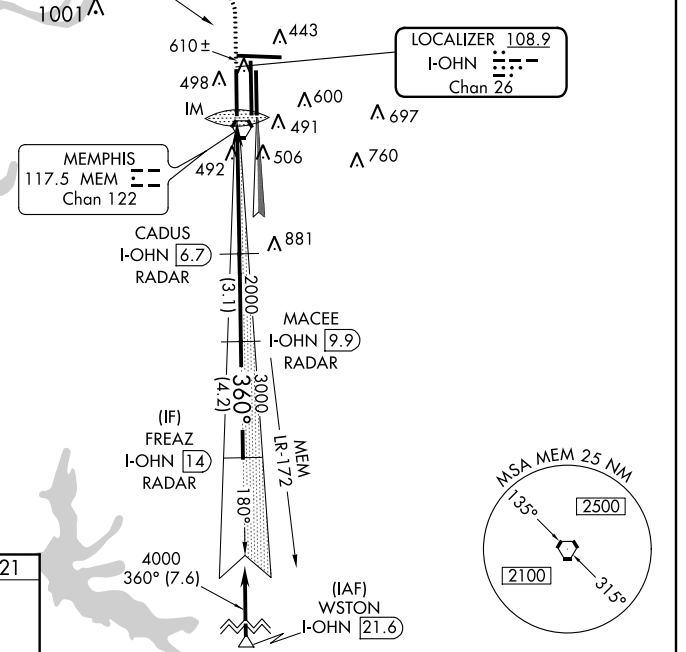 1001
443
610±
LOCALIZER 108.9
I-OHN
Chan 26
498
600
IM
697
491
MEMPHIS
117.5 MEM
Chan 122
492
506
760
CADUS
I-OHN 6.7
RADAR
881
2000
(3.1)
MACEE
I-OHN 9.9
RADAR
3000
360°
(4.2)
(IF)
FREAZ
I-OHN 14
RADAR
MEM
LR-172
180°
MSA MEM 25 NM
135°
2500
2100
315°
4000
360° (7.6)
21
(IAF)
WSTON
I-OHN 21.6